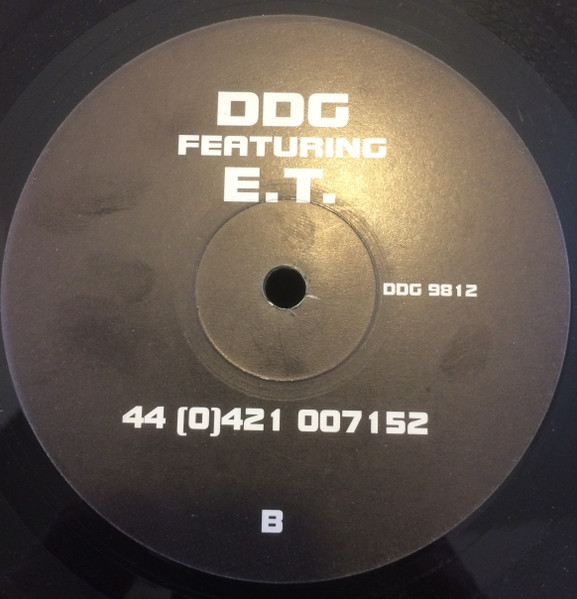 DDG
FEATURING
E.T.
DDG 9812
44 (0)421 007152
B